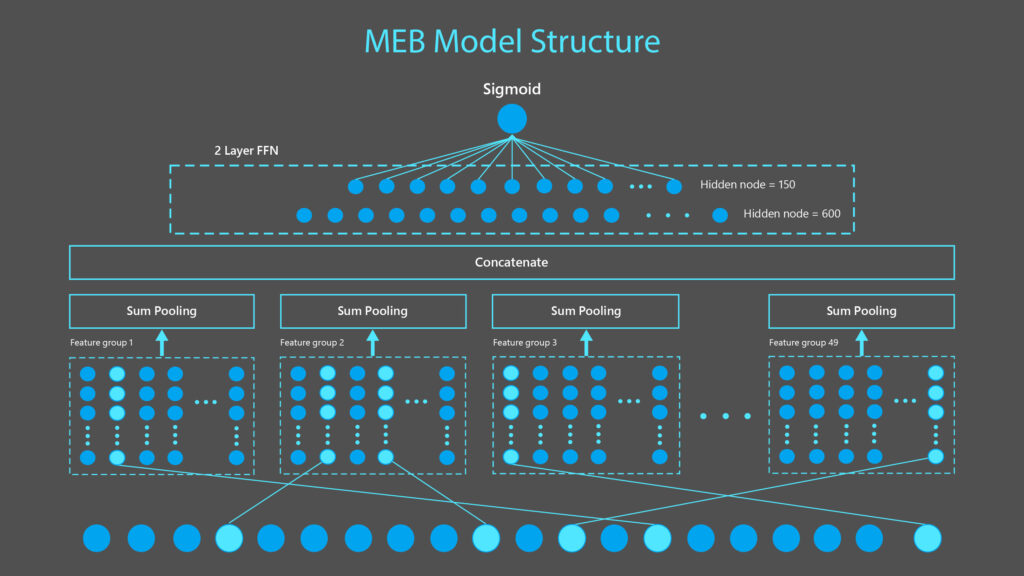 MEB Model Structure
Sigmoid
2 Layer FFN
Hidden node = 150
Hidden node = 600
Concatenate
Sum Pooling
Sum Pooling
Sum Pooling
Sum Pooling
Feature group 1
Feature group 2
Feature group 3
Feature group 49